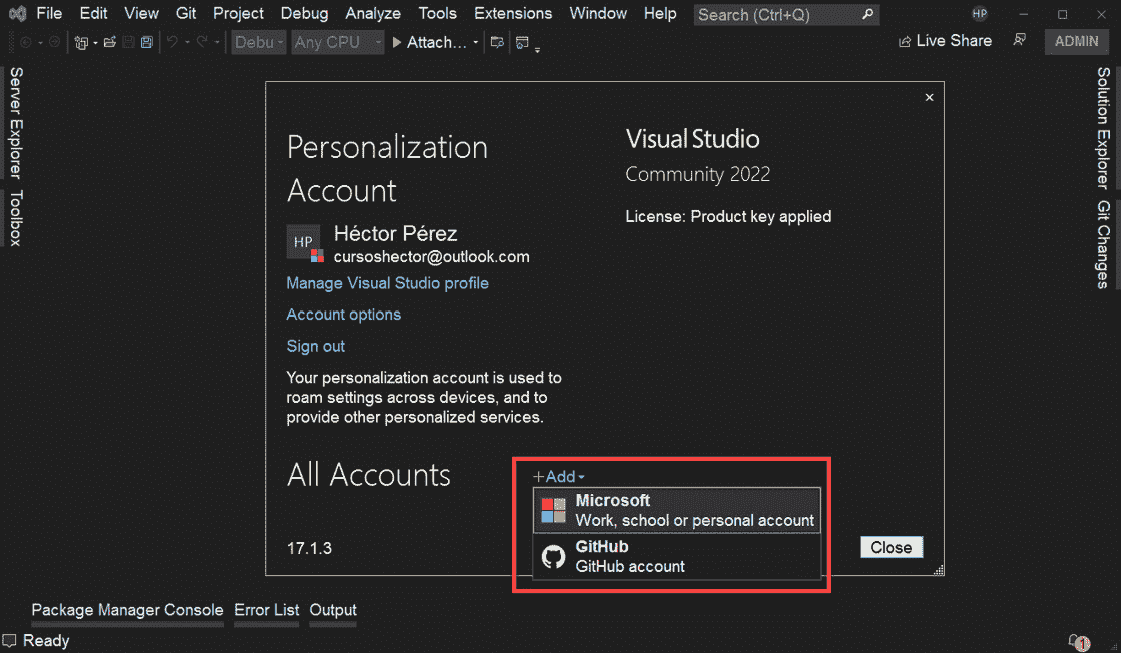 File Edit View Git Project Debug Analyze Tools Extensions Window Help Search (Ctrl+Q) HP
Debu Any CPU Attach... Live Share ADMIN
Server Explorer
Toolbox
Solution Explorer
Git Changes
Personalization
Account
HP
Héctor Pérez
cursoshector@outlook.com
Manage Visual Studio profile
Account options
Sign out
Your personalization account is used to
roam settings across devices, and to
provide other personalized services.
Visual Studio
Community 2022
License: Product key applied
All Accounts
+Add
Microsoft
Work, school or personal account
GitHub
GitHub account
17.1.3
Close
Package Manager Console Error List Output
Ready
1